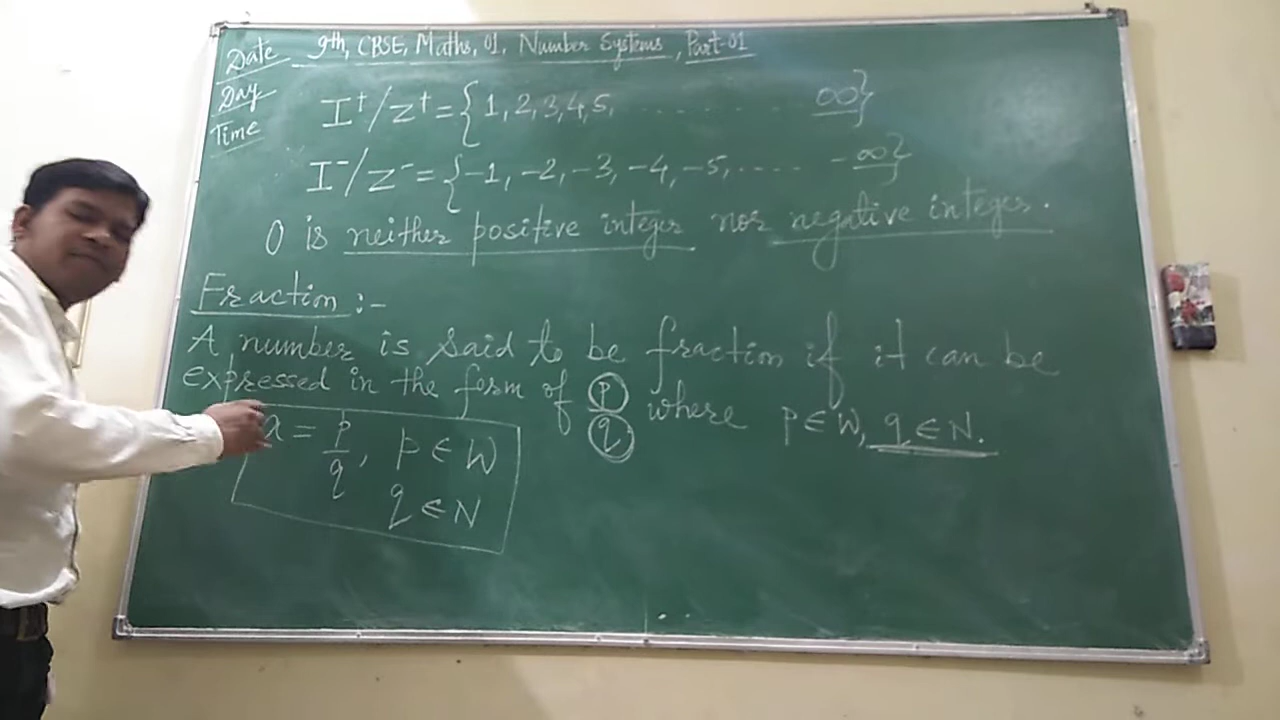 Date 9th, CBSE, Maths, 01, Number Systems, Part-01
Day
Time
I⁺/Z⁺ = {1, 2, 3, 4, 5, ........... ∞}
I⁻/Z⁻ = {-1, -2, -3, -4, -5, ..... -∞}
0 is neither positive integer nor negative integer.
Fraction :-
A number is said to be fraction if it can be
expressed in the form of p/q where p∈W, q∈N.
x = p/q, p∈W
q∈N